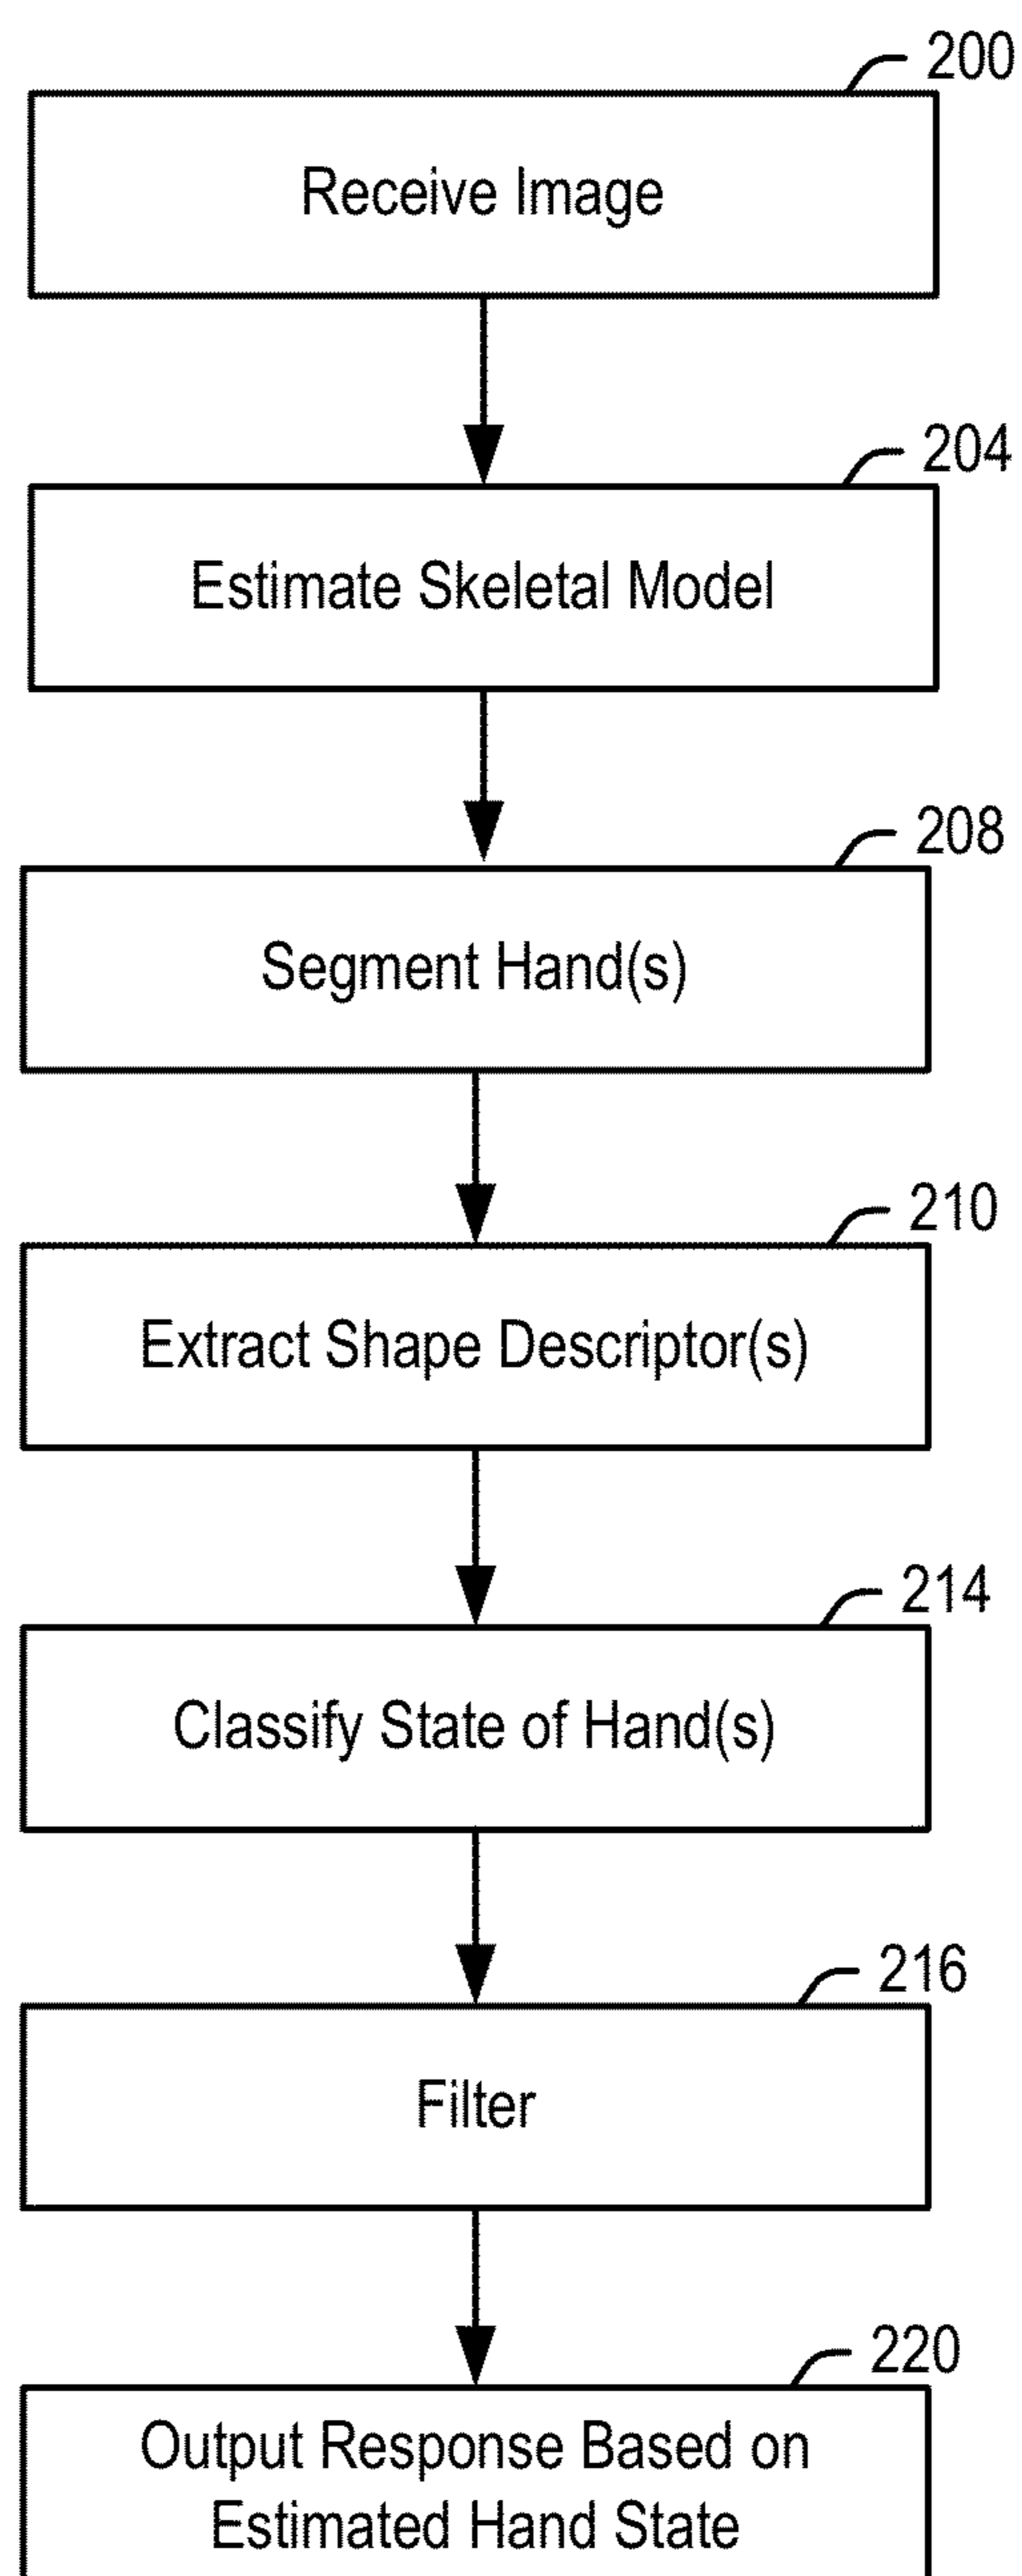 200
Receive Image
204
Estimate Skeletal Model
208
Segment Hand(s)
210
Extract Shape Descriptor(s)
214
Classify State of Hand(s)
216
Filter
220
Output Response Based on
Estimated Hand State